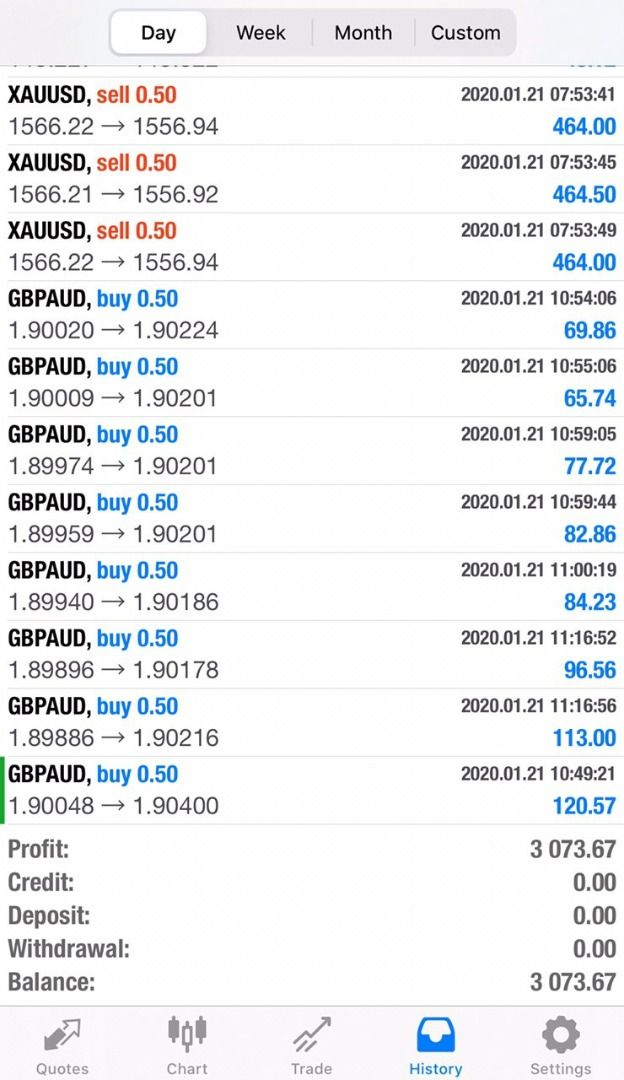 Day Week Month Custom
XAUUSD, sell 0.50 2020.01.21 07:53:41
1566.22 → 1556.94 464.00
XAUUSD, sell 0.50 2020.01.21 07:53:45
1566.21 → 1556.92 464.50
XAUUSD, sell 0.50 2020.01.21 07:53:49
1566.22 → 1556.94 464.00
GBPAUD, buy 0.50 2020.01.21 10:54:06
1.90020 → 1.90224 69.86
GBPAUD, buy 0.50 2020.01.21 10:55:06
1.90009 → 1.90201 65.74
GBPAUD, buy 0.50 2020.01.21 10:59:05
1.89974 → 1.90201 77.72
GBPAUD, buy 0.50 2020.01.21 10:59:44
1.89959 → 1.90201 82.86
GBPAUD, buy 0.50 2020.01.21 11:00:19
1.89940 → 1.90186 84.23
GBPAUD, buy 0.50 2020.01.21 11:16:52
1.89896 → 1.90178 96.56
GBPAUD, buy 0.50 2020.01.21 11:16:56
1.89886 → 1.90216 113.00
GBPAUD, buy 0.50 2020.01.21 10:49:21
1.90048 → 1.90400 120.57
Profit: 3 073.67
Credit: 0.00
Deposit: 0.00
Withdrawal: 0.00
Balance: 3 073.67
Quotes Chart Trade History Settings